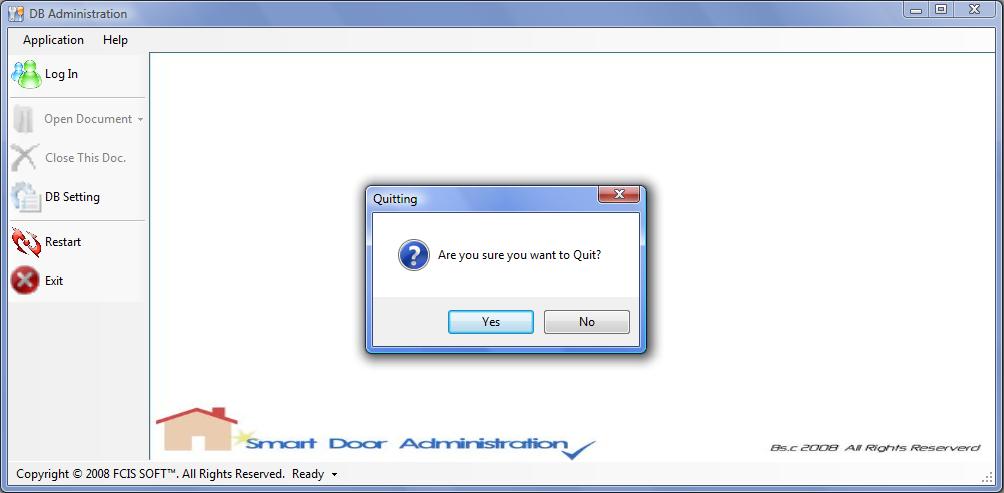 DB Administration
Application Help
Log In
Open Document
Close This Doc.
DB Setting
Restart
Exit
Quitting
Are you sure you want to Quit?
Yes No
Smart Door Administration
Bs.c 2008 All Rights Reserverd
Copyright © 2008 FCIS SOFT™. All Rights Reserved. Ready